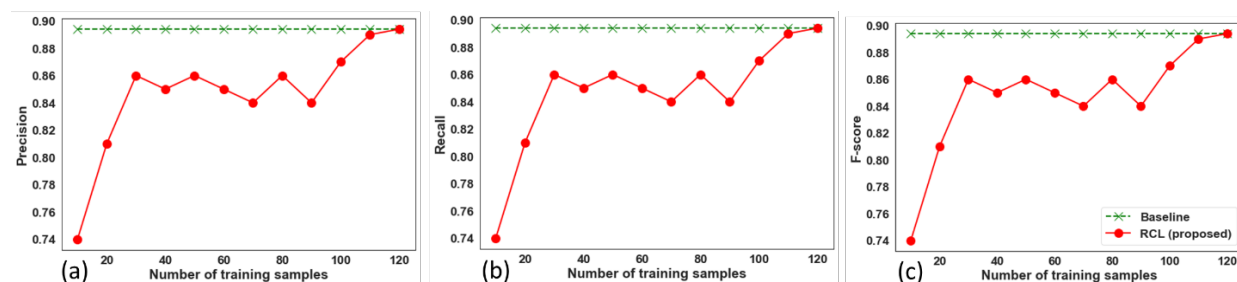 0.90
0.88
0.86
0.84
0.82
0.80
0.78
0.76
0.74
Precision
20 40 60 80 100 120
Number of training samples
(a)
0.90
0.88
0.86
0.84
0.82
0.80
0.78
0.76
0.74
Recall
20 40 60 80 100 120
Number of training samples
(b)
0.90
0.88
0.86
0.84
0.82
0.80
0.78
0.76
0.74
F-score
Baseline
RCL (proposed)
20 40 60 80 100 120
Number of training samples
(c)